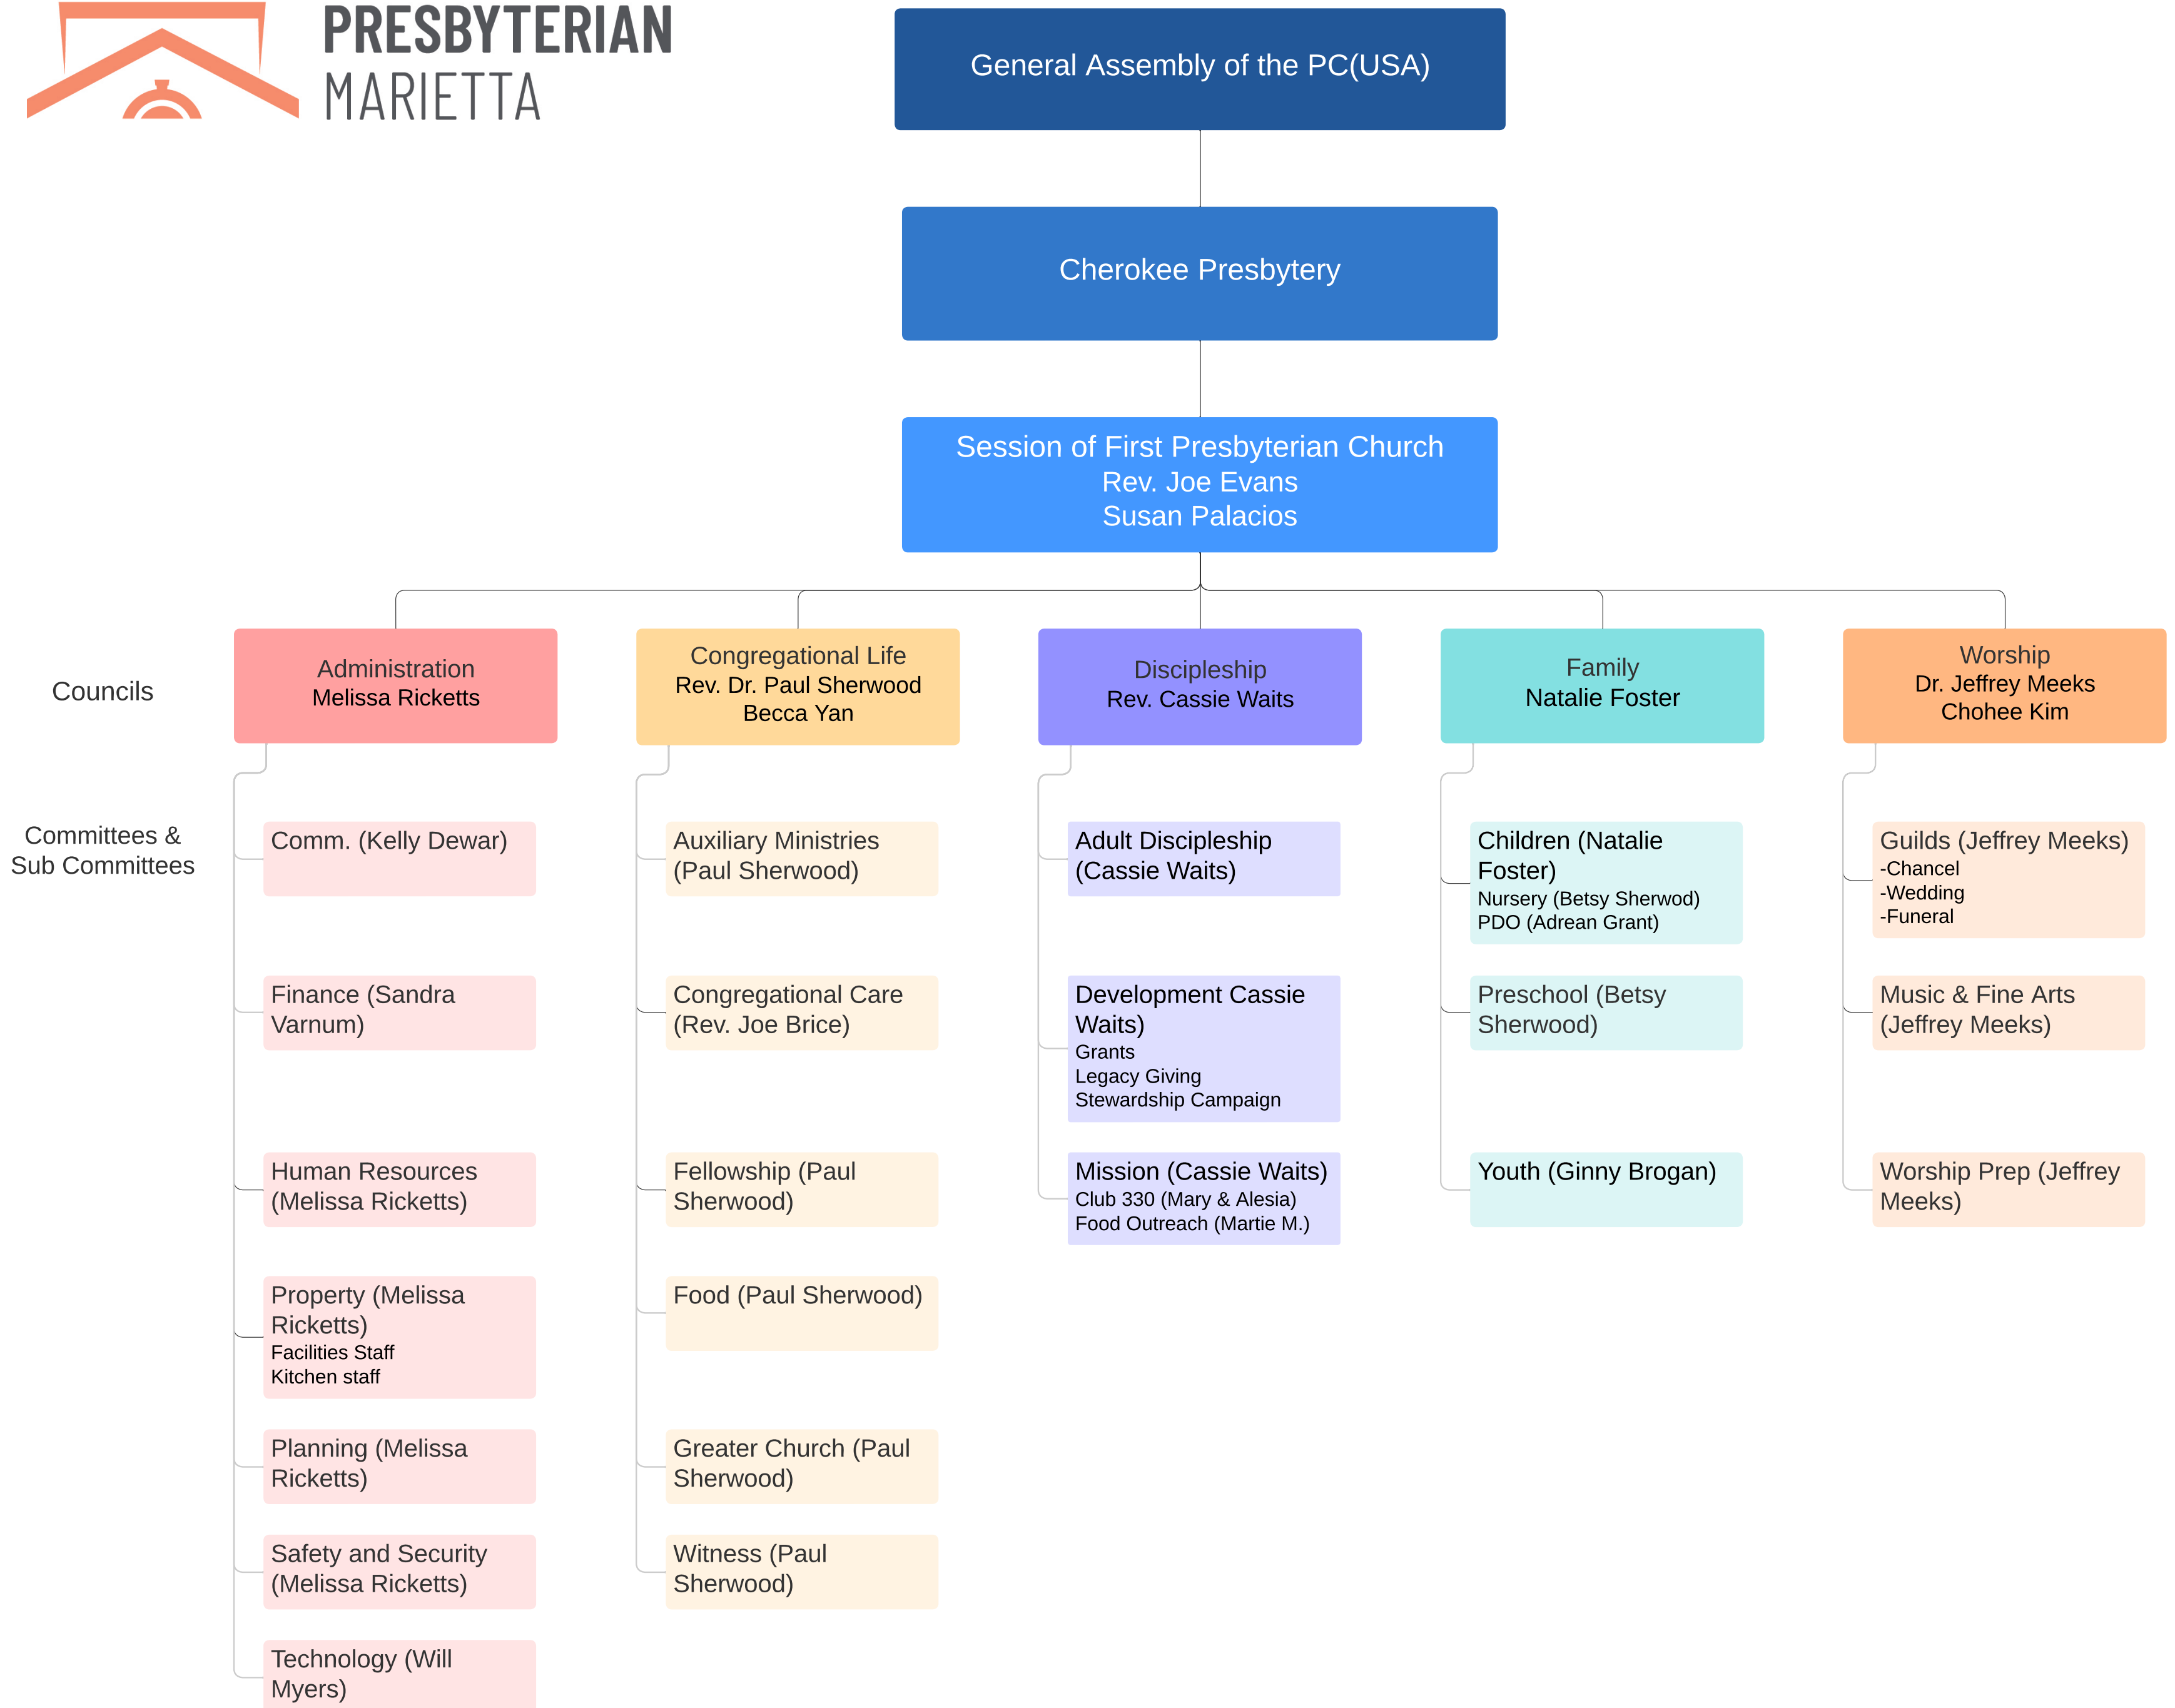 PRESBYTERIAN
MARIETTA
General Assembly of the PC(USA)
Cherokee Presbytery
Session of First Presbyterian Church
Rev. Joe Evans
Susan Palacios
Councils
Administration
Melissa Ricketts
Congregational Life
Rev. Dr. Paul Sherwood
Becca Yan
Discipleship
Rev. Cassie Waits
Family
Natalie Foster
Worship
Dr. Jeffrey Meeks
Chohee Kim
Committees &
Sub Committees
Comm. (Kelly Dewar)
Finance (Sandra
Varnum)
Human Resources
(Melissa Ricketts)
Property (Melissa
Ricketts)
Facilities Staff
Kitchen staff
Planning (Melissa
Ricketts)
Safety and Security
(Melissa Ricketts)
Technology (Will
Myers)
Auxiliary Ministries
(Paul Sherwood)
Congregational Care
(Rev. Joe Brice)
Fellowship (Paul
Sherwood)
Food (Paul Sherwood)
Greater Church (Paul
Sherwood)
Witness (Paul
Sherwood)
Adult Discipleship
(Cassie Waits)
Development Cassie
Waits)
Grants
Legacy Giving
Stewardship Campaign
Mission (Cassie Waits)
Club 330 (Mary & Alesia)
Food Outreach (Martie M.)
Children (Natalie
Foster)
Nursery (Betsy Sherwod)
PDO (Adrean Grant)
Preschool (Betsy
Sherwood)
Youth (Ginny Brogan)
Guilds (Jeffrey Meeks)
-Chancel
-Wedding
-Funeral
Music & Fine Arts
(Jeffrey Meeks)
Worship Prep (Jeffrey
Meeks)